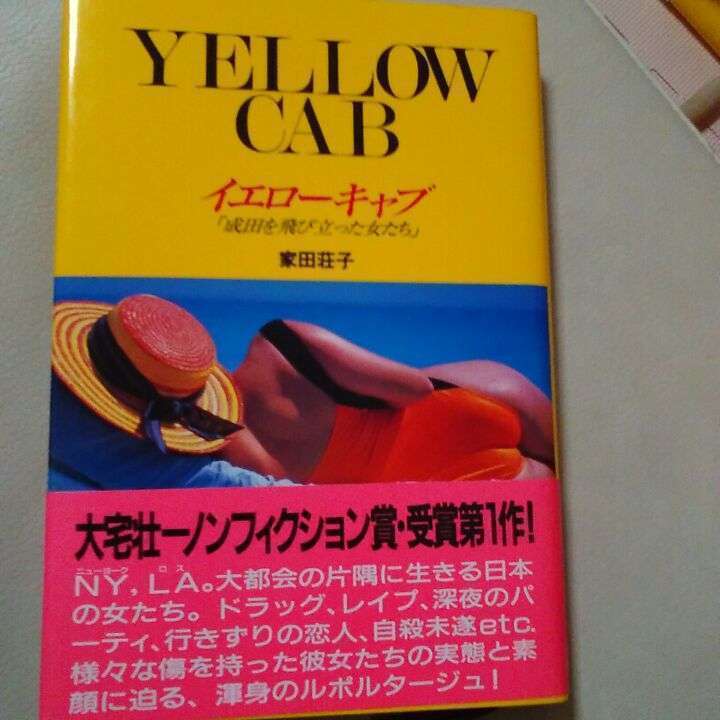 YELLOW
CAB
イエローキャブ
「成田を飛び立った女たち」
家田荘子
大宅壮一ノンフィクション賞・受賞第1作!
ニューヨーク ロス
NY,LA。大都会の片隅に生きる日本
の女たち。ドラッグ、レイプ、深夜のパ
ーティ、行きずりの恋人、自殺未遂etc.
様々な傷を持った彼女たちの実態と素
顔に迫る、渾身のルポルタージュ!